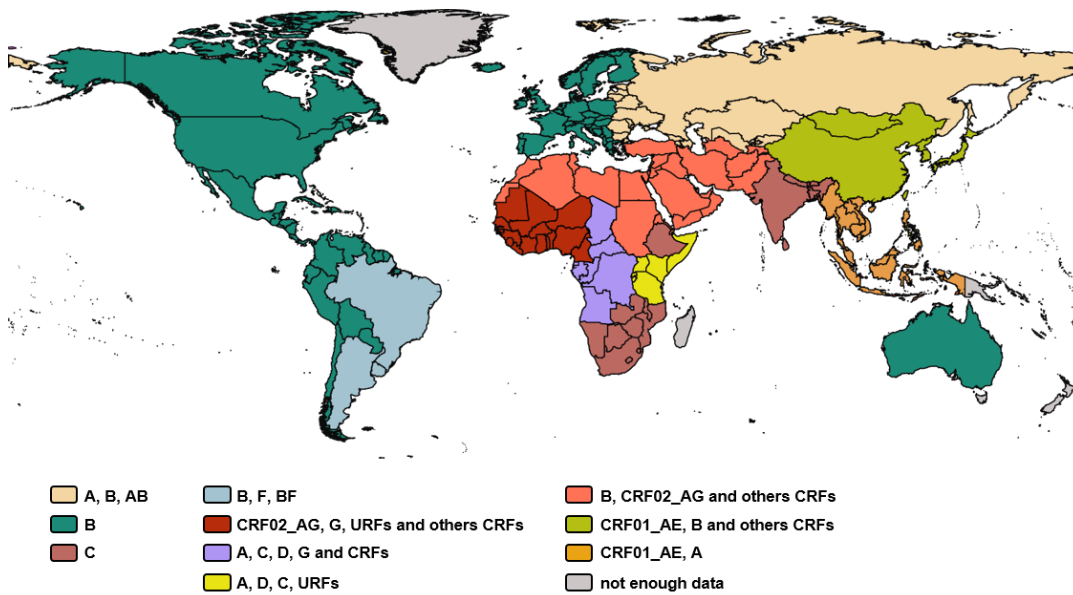 A, B, AB
B
C
B, F, BF
CRF02_AG, G, URFs and others CRFs
A, C, D, G and CRFs
A, D, C, URFs
B, CRF02_AG and others CRFs
CRF01_AE, B and others CRFs
CRF01_AE, A
not enough data